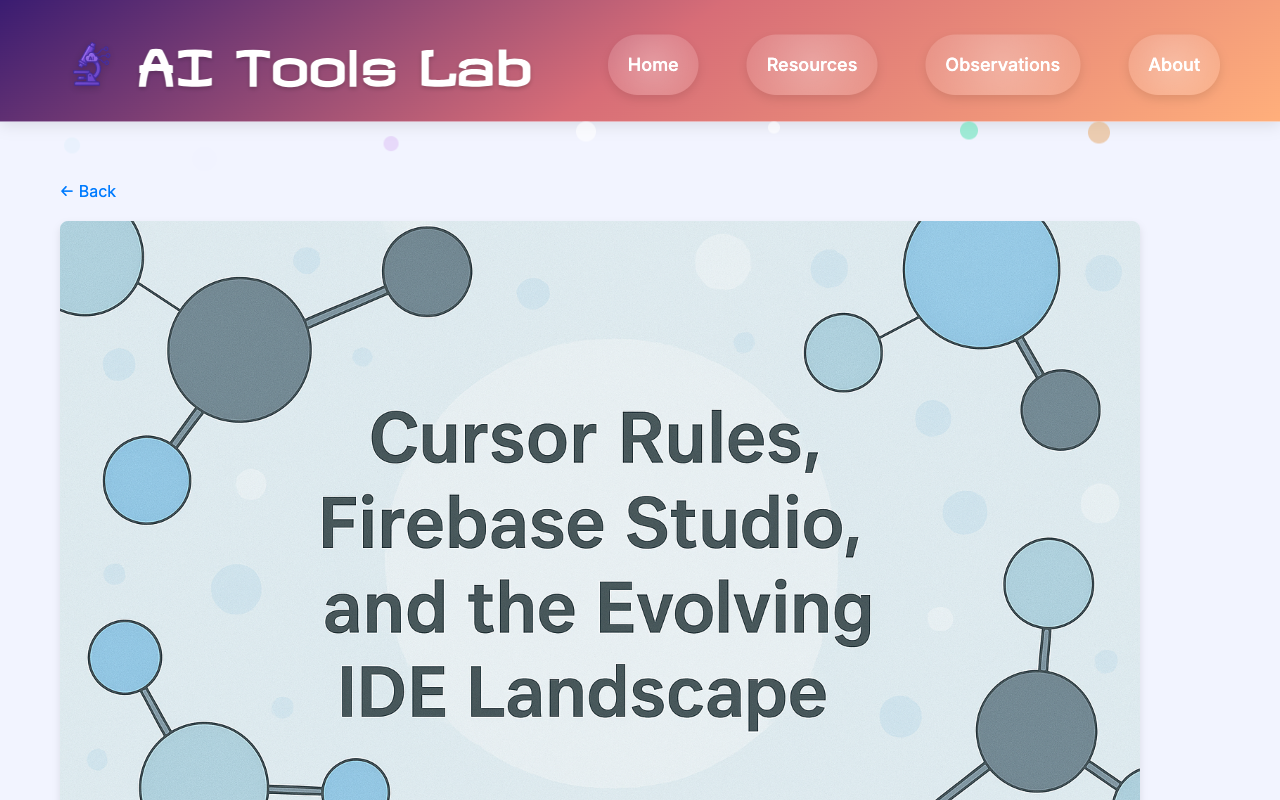 AI Tools Lab
Home
Resources
Observations
About
← Back
Cursor Rules,
Firebase Studio,
and the Evolving
IDE Landscape